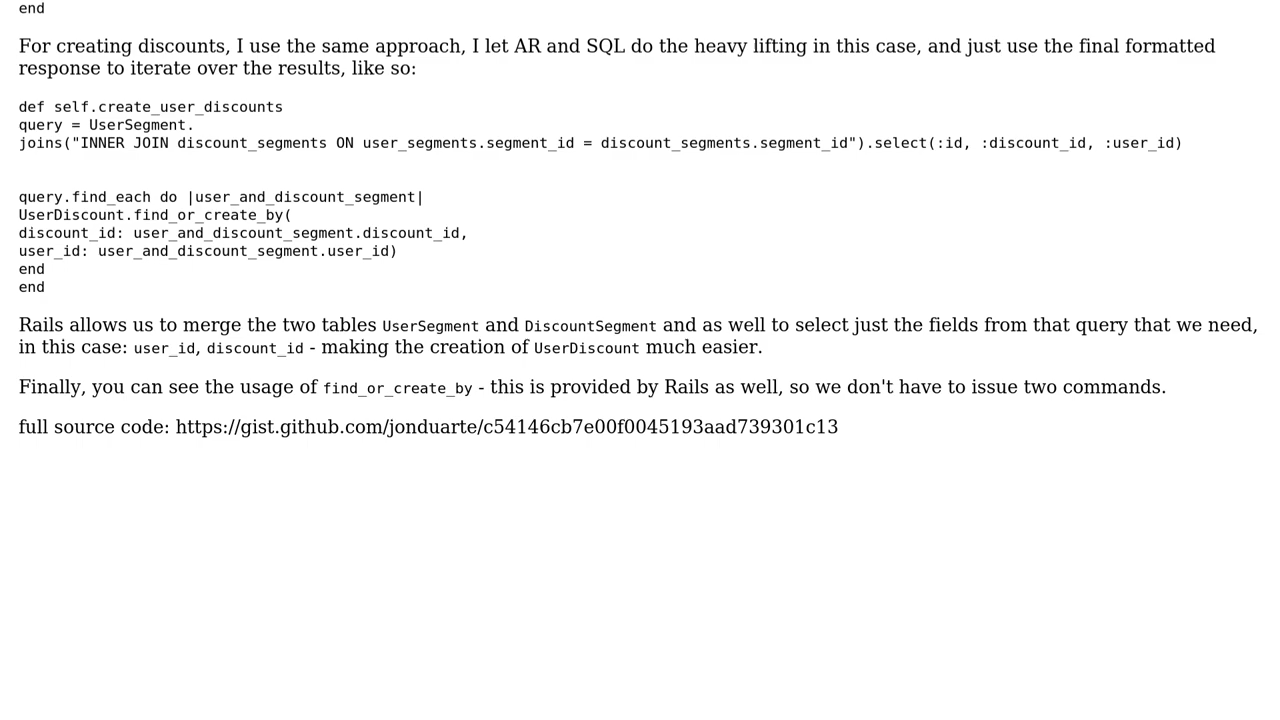 end
For creating discounts, I use the same approach, I let AR and SQL do the heavy lifting in this case, and just use the final formatted
response to iterate over the results, like so:
def self.create_user_discounts
query = UserSegment.
joins("INNER JOIN discount_segments ON user_segments.segment_id = discount_segments.segment_id").select(:id, :discount_id, :user_id)
query.find_each do |user_and_discount_segment|
UserDiscount.find_or_create_by(
discount_id: user_and_discount_segment.discount_id,
user_id: user_and_discount_segment.user_id)
end
end
Rails allows us to merge the two tables UserSegment and DiscountSegment and as well to select just the fields from that query that we need,
in this case: user_id, discount_id - making the creation of UserDiscount much easier.
Finally, you can see the usage of find_or_create_by - this is provided by Rails as well, so we don't have to issue two commands.
full source code: https://gist.github.com/jonduarte/c54146cb7e00f0045193aad739301c13